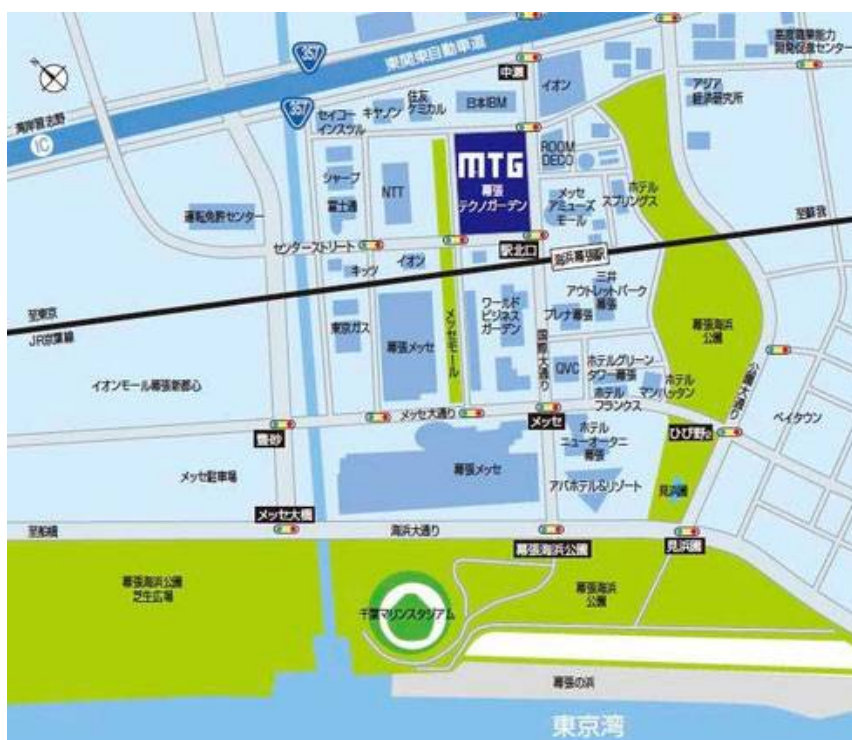 357
東関東自動車道
高度職業能力
開発促進センター
中瀬
イオン
アジア
経済研究所
住友
ケミカル
日本IBM
357
セイコー
インスツル
キヤノン
湾岸習志野
IC
ROOM
DECO
MTG
幕張
テクノガーデン
シャープ
NTT
メッセ
アミューズ
モール
ホテル
スプリングス
富士通
運転免許センター
至蘇我
センターストリート
駅北口
海浜幕張駅
キッツ
イオン
三井
アウトレットパーク
幕張
至東京
JR京葉線
東京ガス
幕張メッセ
メッセモール
ワールド
ビジネス
ガーデン
プレナ幕張
国際大通り
幕張海浜
公園
QVC
ホテルグリーン
タワー幕張
ホテル
マンハッタン
ホテル
フランクス
公園大通り
イオンモール幕張新都心
メッセ大通り
メッセ
ベイタウン
豊砂
ホテル
ニューオータニ
幕張
ひび野2
メッセ駐車場
幕張メッセ
アパホテル&リゾート
見浜園
メッセ大橋
至船橋
海浜大通り
幕張海浜公園
見浜園
幕張海浜公園
芝生広場
千葉マリンスタジアム
幕張海浜
公園
幕張の浜
東京湾